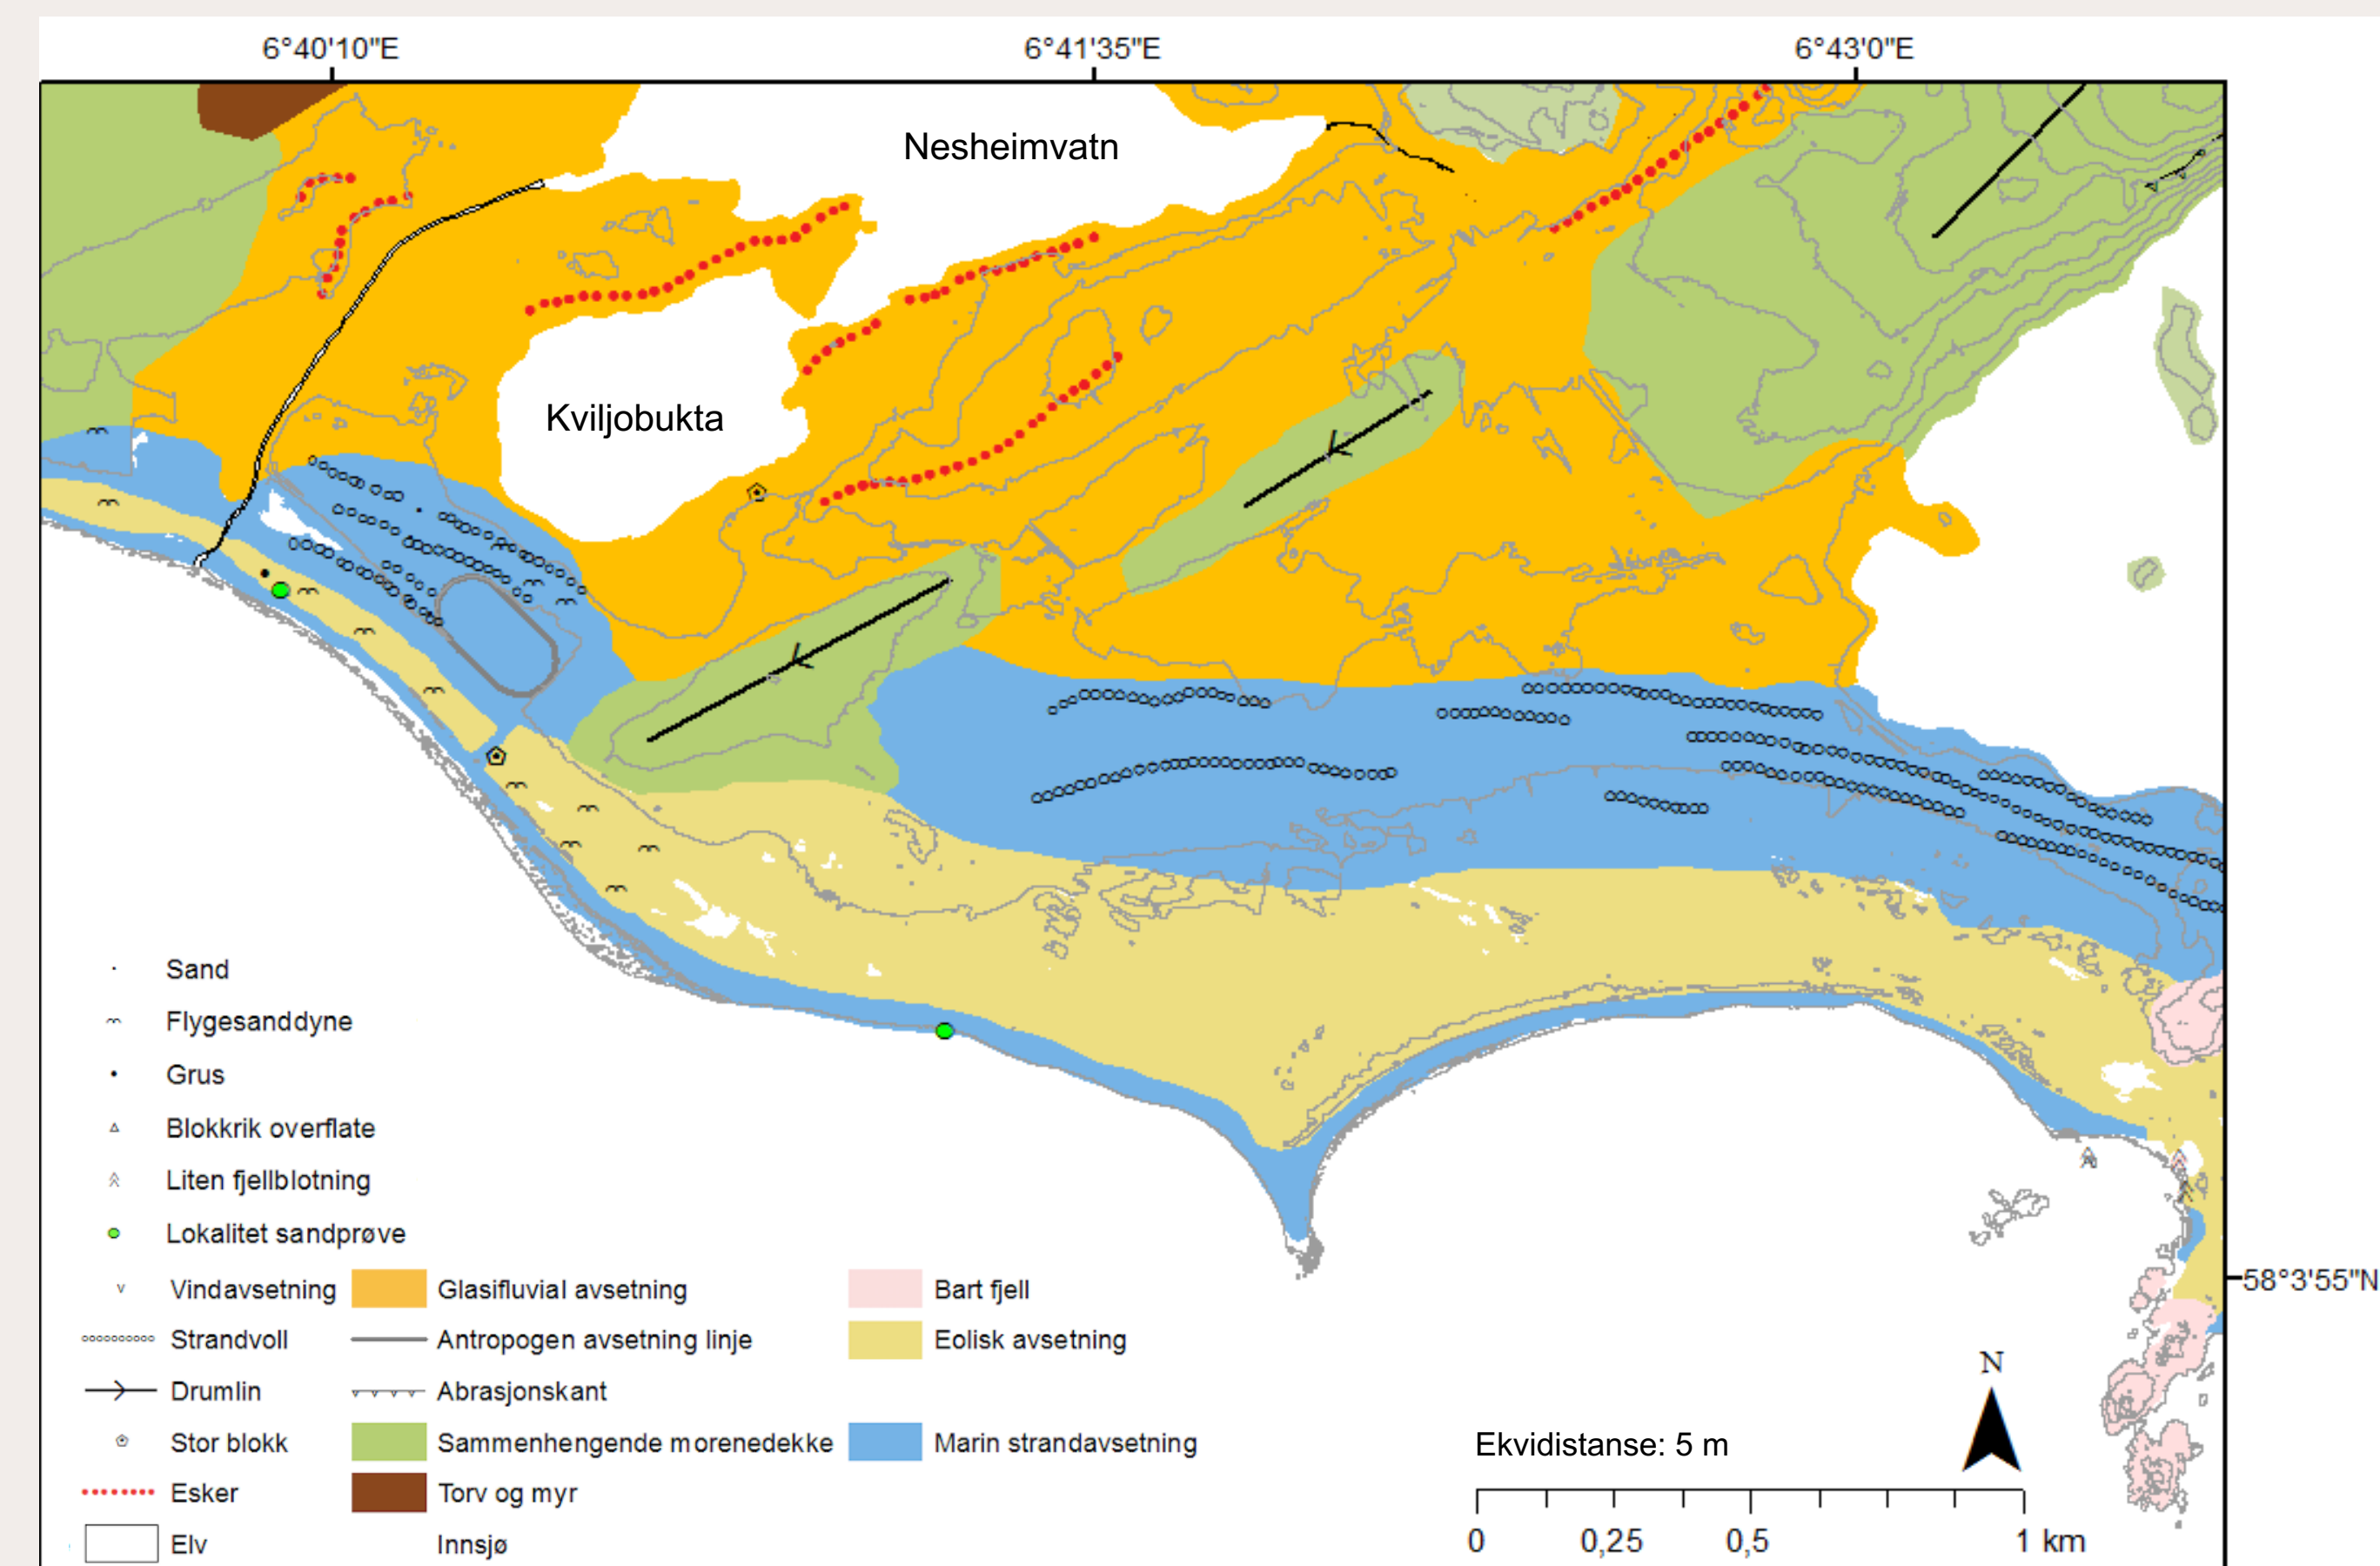 6°40'10"E
6°41'35"E
6°43'0"E
Nesheimvatn
Kviljobukta
Sand
Flygesanddyne
Grus
Blokkrik overflate
Liten fjellblotning
Lokalitet sandprøve
Vindavsetning Glasifluvial avsetning Bart fjell
58°3'55"N
Strandvoll Antropogen avsetning linje Eolisk avsetning
N
Drumlin Abrasjonskant
Stor blokk Sammenhengende morenedekke Marin strandavsetning
Ekvidistanse: 5 m
Esker Torv og myr
Elv Innsjø
0 0,25 0,5 1 km